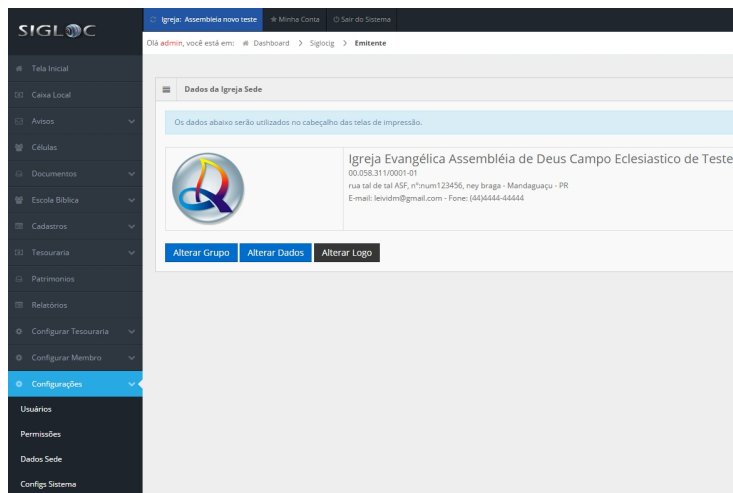 SIGLOC
Igreja: Assembleia novo teste Minha Conta Sair do Sistema
Olá admin, você está em: Dashboard > Siglocig > Emitente
Tela Inicial
Caixa Local
Avisos
Células
Documentos
Escola Bíblica
Cadastros
Tesouraria
Patrimonios
Relatórios
Configurar Tesouraria
Configurar Membro
Configurações
Usuários
Permissões
Dados Sede
Configs Sistema
Dados da Igreja Sede
Os dados abaixo serão utilizados no cabeçalho das telas de impressão.
Igreja Evangélica Assembléia de Deus Campo Eclesiastico de Teste
00.058.311/0001-01
rua tal de tal ASF, nº:num123456, ney braga - Mandaguaçu - PR
E-mail: leividm@gmail.com - Fone: (44)4444-44444
Alterar Grupo Alterar Dados Alterar Logo